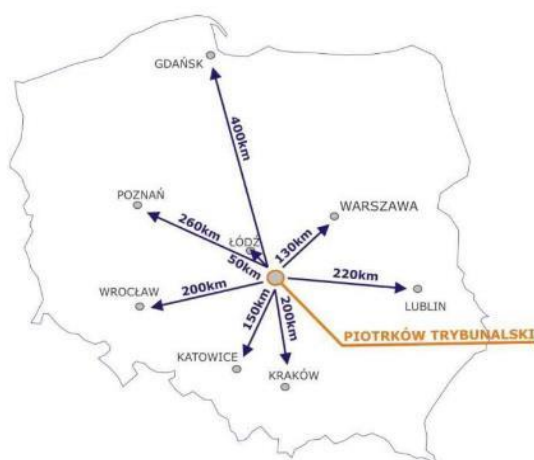 GDAŃSK
400km
POZNAŃ
WARSZAWA
260km
ŁÓDŹ
130km
50km
200km
220km
WROCŁAW
LUBLIN
150km
200km
PIOTRKÓW TRYBUNALSKI
KATOWICE
KRAKÓW